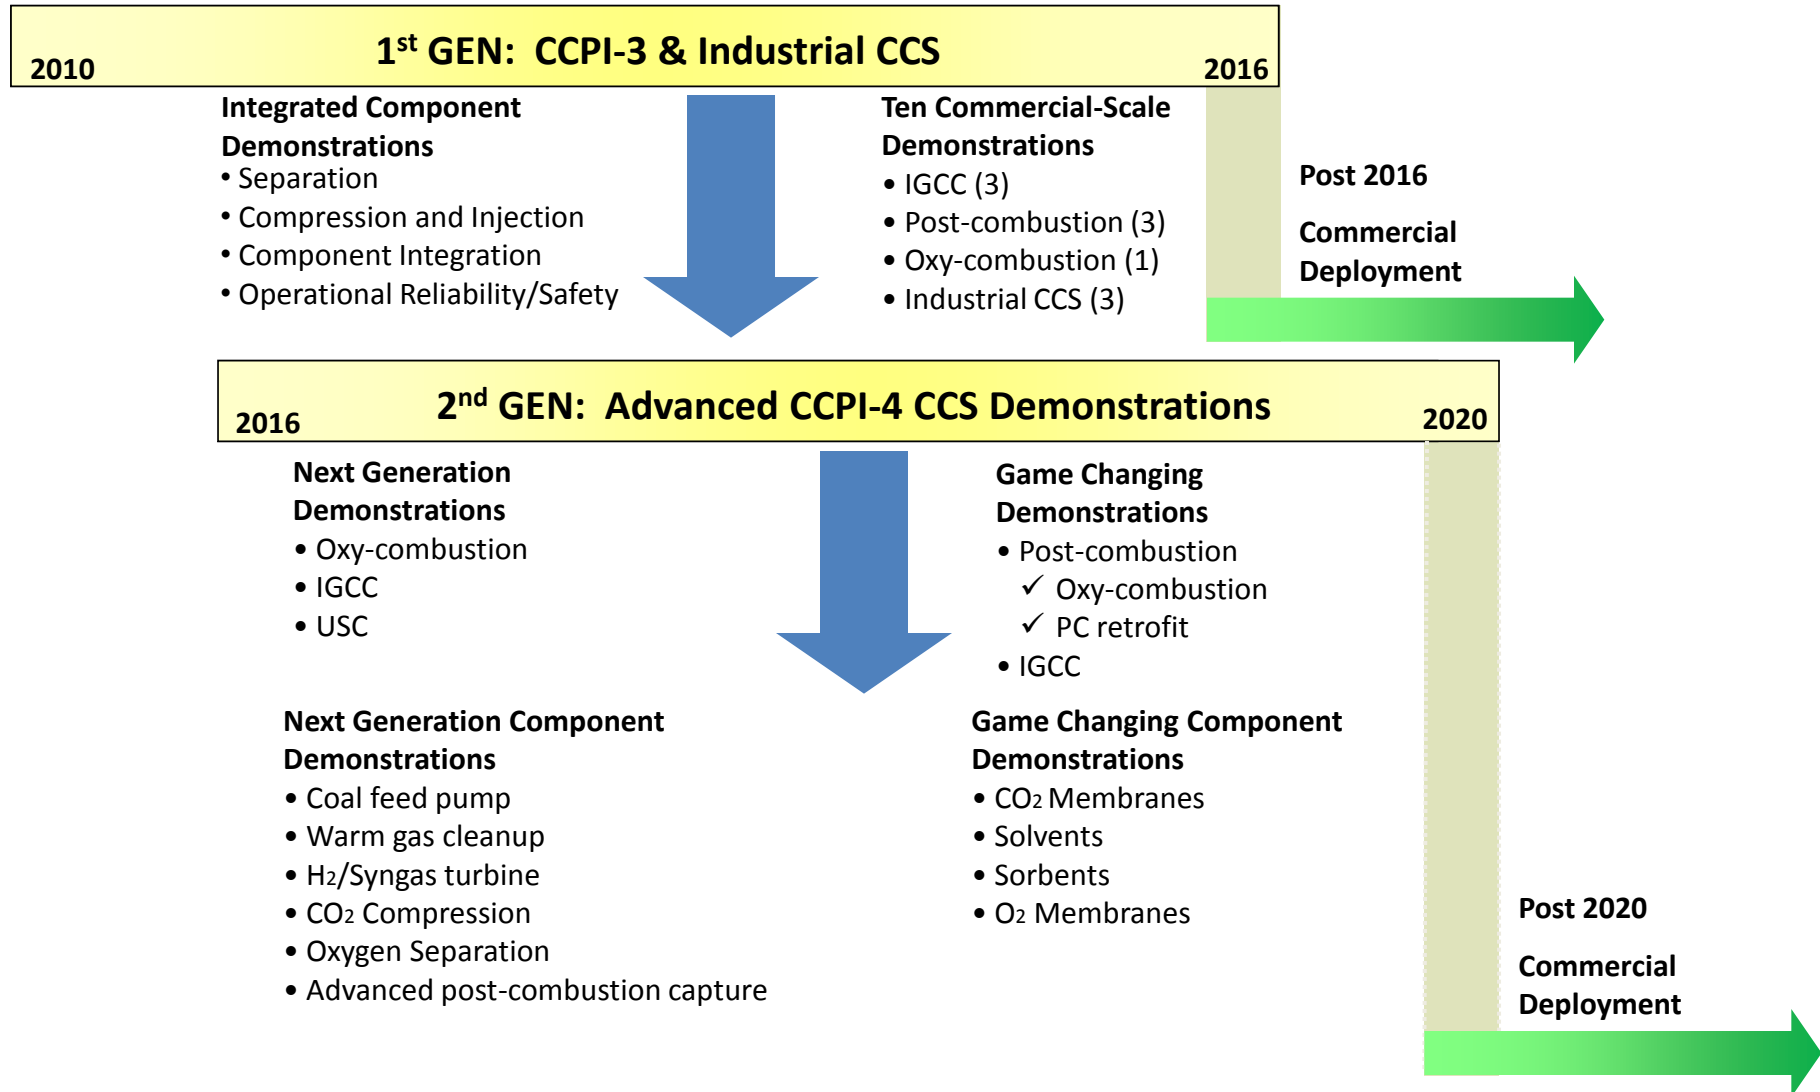 1st GEN: CCPI-3 & Industrial CCS
2010
2016
Integrated Component
Demonstrations
• Separation
• Compression and Injection
• Component Integration
• Operational Reliability/Safety
Ten Commercial-Scale
Demonstrations
• IGCC (3)
• Post-combustion (3)
• Oxy-combustion (1)
• Industrial CCS (3)
Post 2016
Commercial
Deployment
2nd GEN: Advanced CCPI-4 CCS Demonstrations
2016
2020
Next Generation
Demonstrations
• Oxy-combustion
• IGCC
• USC
Game Changing
Demonstrations
• Post-combustion
✓ Oxy-combustion
✓ PC retrofit
• IGCC
Next Generation Component
Demonstrations
• Coal feed pump
• Warm gas cleanup
• H2/Syngas turbine
• CO2 Compression
• Oxygen Separation
• Advanced post-combustion capture
Game Changing Component
Demonstrations
• CO2 Membranes
• Solvents
• Sorbents
• O2 Membranes
Post 2020
Commercial
Deployment